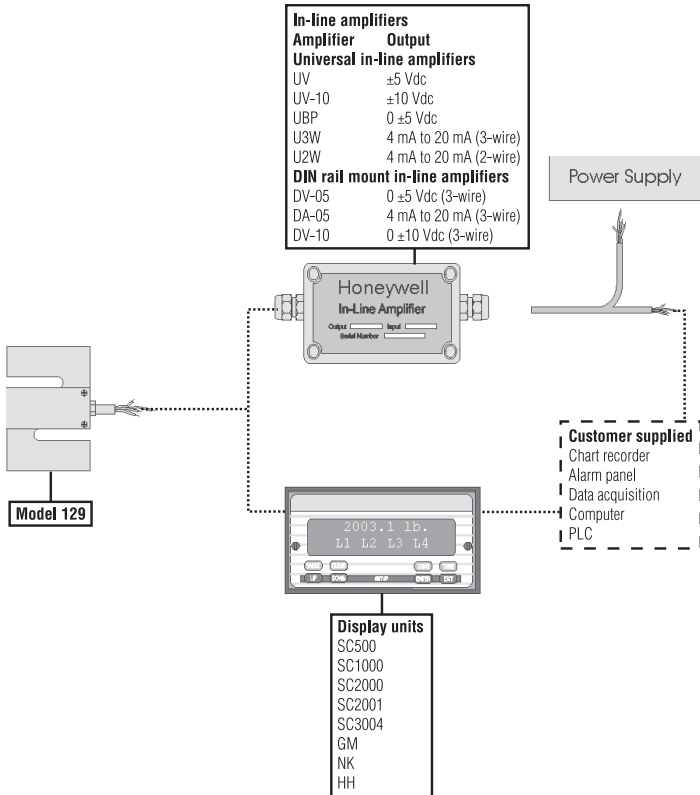 In-line amplifiers
Amplifier Output
Universal in-line amplifiers
UV ±5 Vdc
UV-10 ±10 Vdc
UBP 0 ±5 Vdc
U3W 4 mA to 20 mA (3-wire)
U2W 4 mA to 20 mA (2-wire)
DIN rail mount in-line amplifiers
DV-05 0 ±5 Vdc (3-wire)
DA-05 4 mA to 20 mA (3-wire)
DV-10 0 ±10 Vdc (3-wire)
Power Supply
Honeywell
In-Line Amplifier
Output Input
Serial Number
Model 129
Customer supplied
Chart recorder
Alarm panel
Data acquisition
Computer
PLC
2003.1 lb.
L1 L2 L3 L4
UP DOWN SETUP ENTER EXIT
Display units
SC500
SC1000
SC2000
SC2001
SC3004
GM
NK
HH